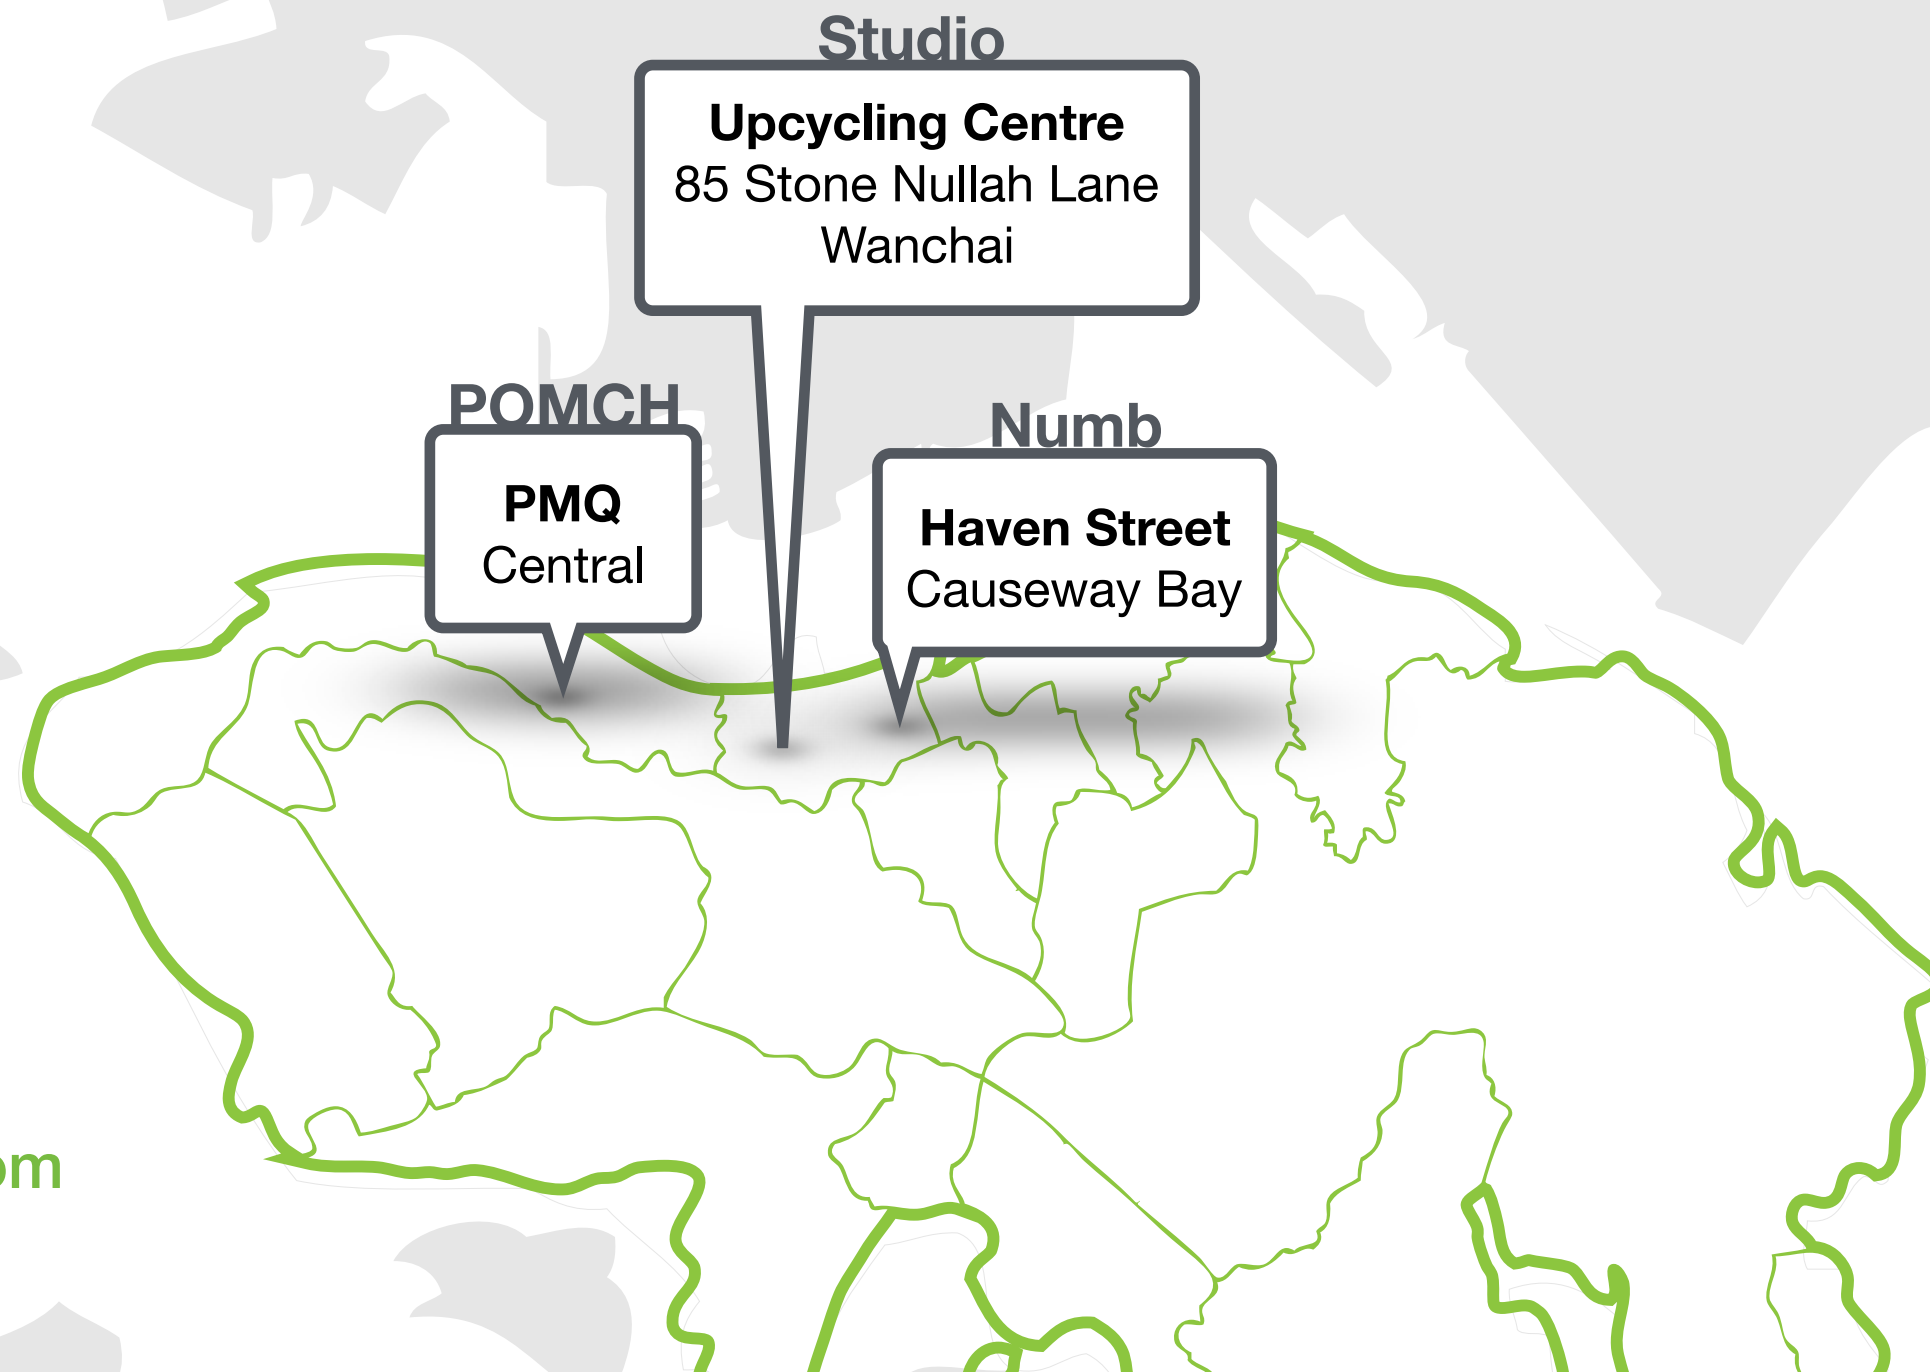 Studio
Upcycling Centre
85 Stone Nullah Lane
Wanchai
POMCH
PMQ
Central
Numb
Haven Street
Causeway Bay
om